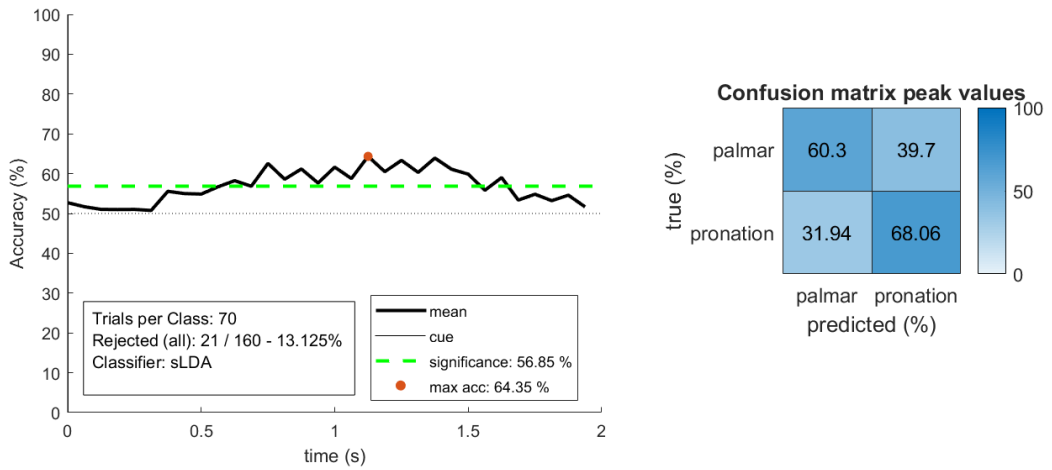 100
90
80
70
60
50
40
30
20
10
0
Accuracy (%)
0
0.5
1
1.5
2
time (s)
Trials per Class: 70
Rejected (all): 21 / 160 - 13.125%
Classifier: sLDA
mean
cue
significance: 56.85 %
max acc: 64.35 %
Confusion matrix peak values
true (%)
palmar
60.3
39.7
pronation
31.94
68.06
palmar
pronation
predicted (%)
100
50
0